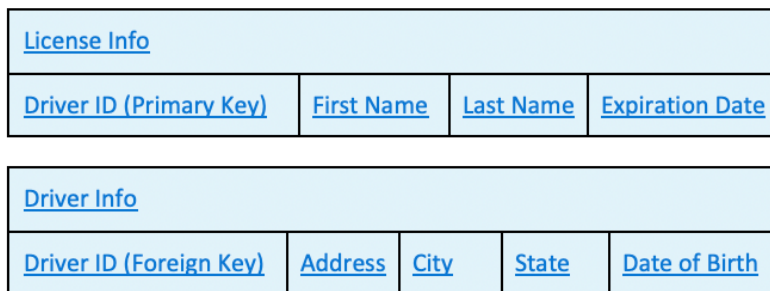 License Info
Driver ID (Primary Key) First Name Last Name Expiration Date
Driver Info
Driver ID (Foreign Key) Address City State Date of Birth